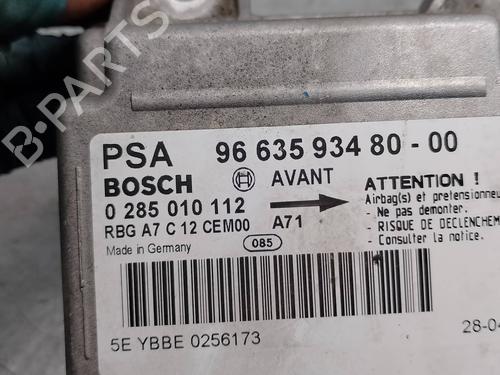 PSA 96 635 934 80 - 00
BOSCH AVANT
0 285 010 112
RBG A7 C 12 CEM00 A71
Made in Germany 085
ATTENTION !
Airbag(s) et pretensionneur
- Ne pas demonter.
- RISQUE DE DECLENCHEM
- Consulter la notice.
5E YBBE 0256173
28-04
B-PARTS